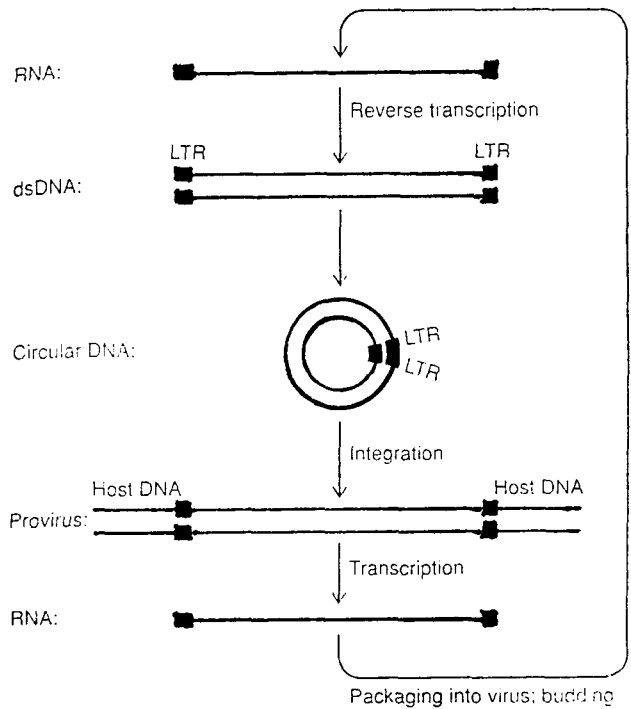 RNA:
Reverse transcription
LTR LTR
dsDNA:
Circular DNA:
LTR
LTR
Integration
Host DNA Host DNA
Provirus:
Transcription
RNA:
Packaging into virus; budding